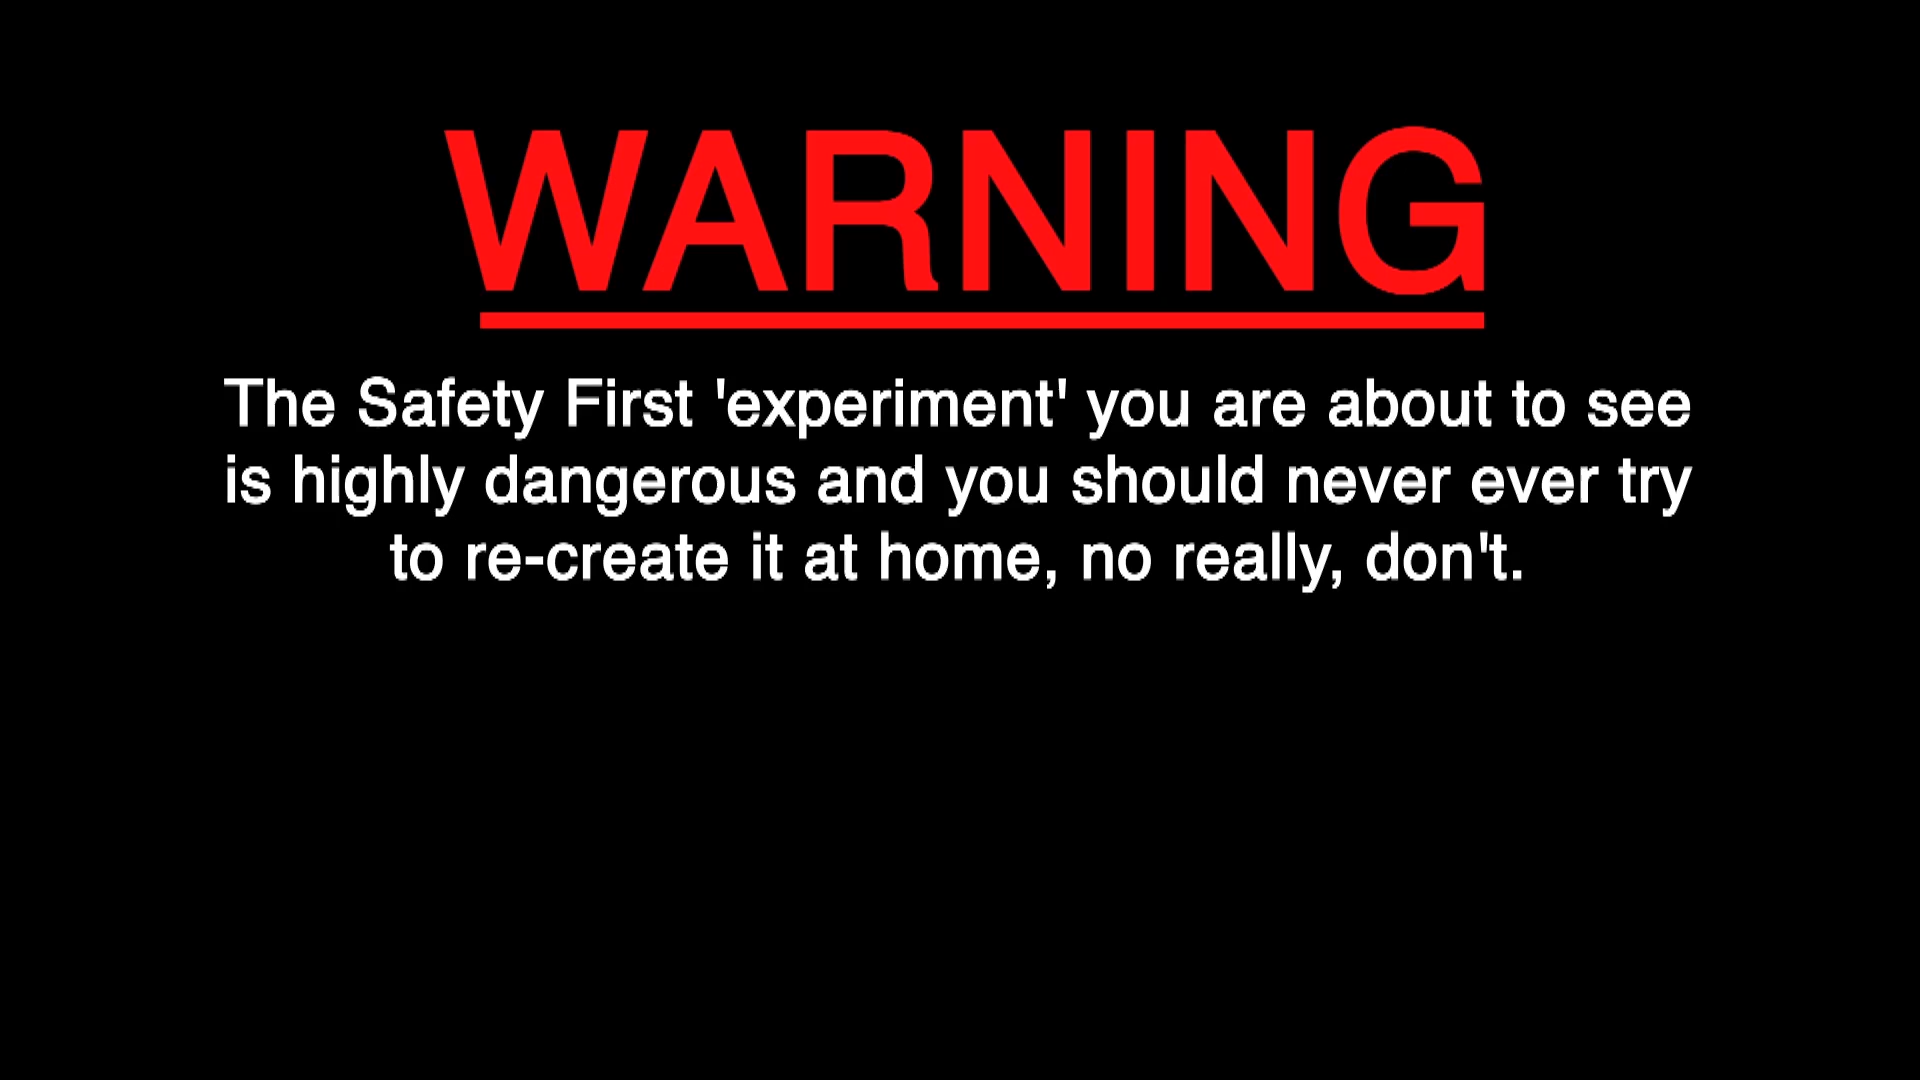 WARNING
The Safety First 'experiment' you are about to see
is highly dangerous and you should never ever try
to re-create it at home, no really, don't.